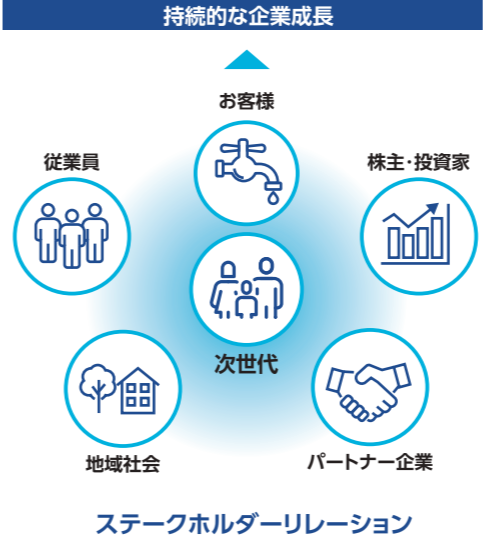 持続的な企業成長
お客様
従業員
株主・投資家
次世代
地域社会
パートナー企業
ステークホルダーリレーション